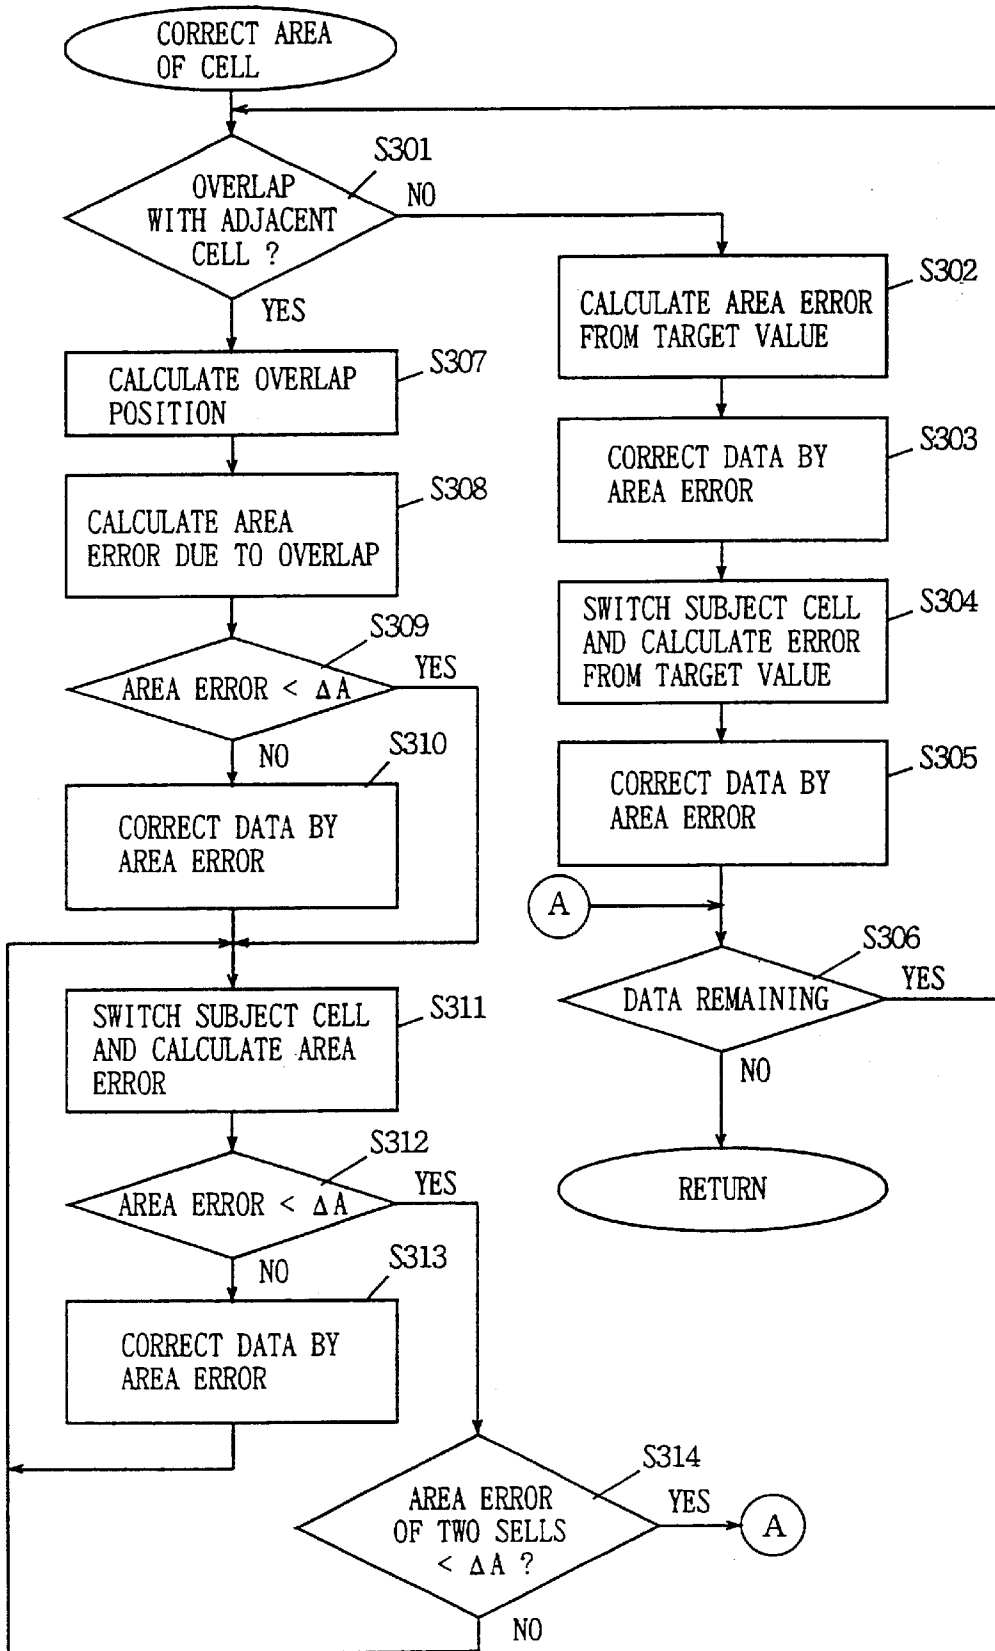 CORRECT AREA
OF CELL
S301
OVERLAP
WITH ADJACENT
CELL ?
NO
YES
S302
CALCULATE AREA ERROR
FROM TARGET VALUE
S307
CALCULATE OVERLAP
POSITION
S303
CORRECT DATA BY
AREA ERROR
S308
CALCULATE AREA
ERROR DUE TO OVERLAP
S304
SWITCH SUBJECT CELL
AND CALCULATE ERROR
FROM TARGET VALUE
S309
AREA ERROR < ΔA
YES
NO
S305
CORRECT DATA BY
AREA ERROR
S310
CORRECT DATA BY
AREA ERROR
A
S306
DATA REMAINING
YES
NO
S311
SWITCH SUBJECT CELL
AND CALCULATE AREA
ERROR
RETURN
S312
AREA ERROR < ΔA
YES
NO
S313
CORRECT DATA BY
AREA ERROR
S314
AREA ERROR
OF TWO SELLS
< ΔA ?
YES
A
NO